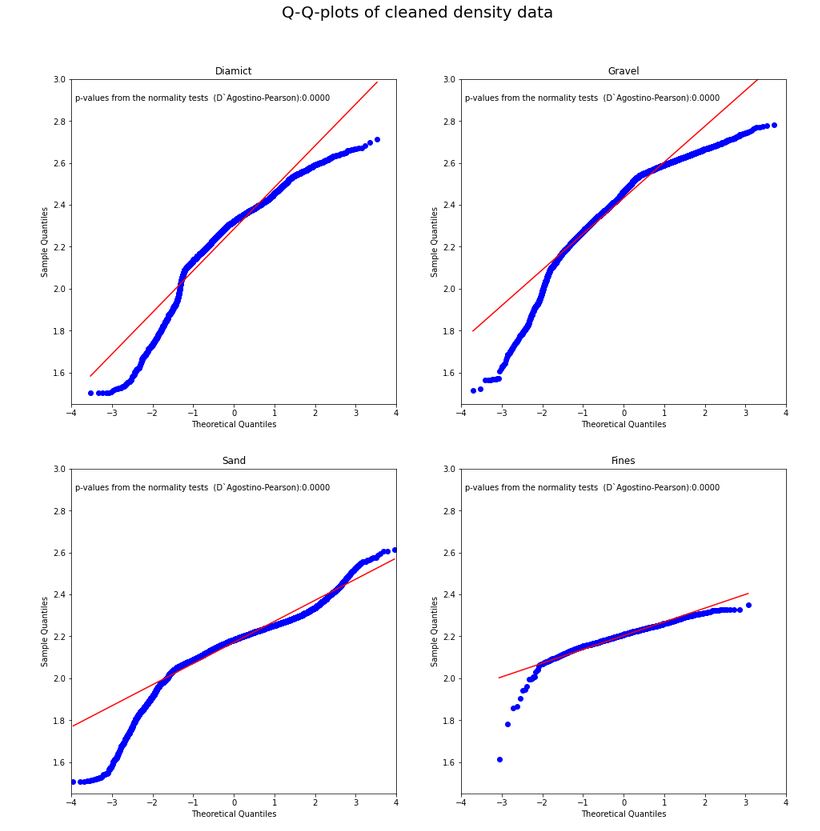 Q-Q-plots of cleaned density data
Diamict
p-values from the normality tests (D`Agostino-Pearson):0.0000
3.0
2.8
2.6
2.4
2.2
2.0
1.8
1.6
Sample Quantiles
−4 −3 −2 −1 0 1 2 3 4
Theoretical Quantiles
Gravel
p-values from the normality tests (D`Agostino-Pearson):0.0000
3.0
2.8
2.6
2.4
2.2
2.0
1.8
1.6
Sample Quantiles
−4 −3 −2 −1 0 1 2 3 4
Theoretical Quantiles
Sand
p-values from the normality tests (D`Agostino-Pearson):0.0000
3.0
2.8
2.6
2.4
2.2
2.0
1.8
1.6
Sample Quantiles
−4 −3 −2 −1 0 1 2 3 4
Theoretical Quantiles
Fines
p-values from the normality tests (D`Agostino-Pearson):0.0000
3.0
2.8
2.6
2.4
2.2
2.0
1.8
1.6
Sample Quantiles
−4 −3 −2 −1 0 1 2 3 4
Theoretical Quantiles